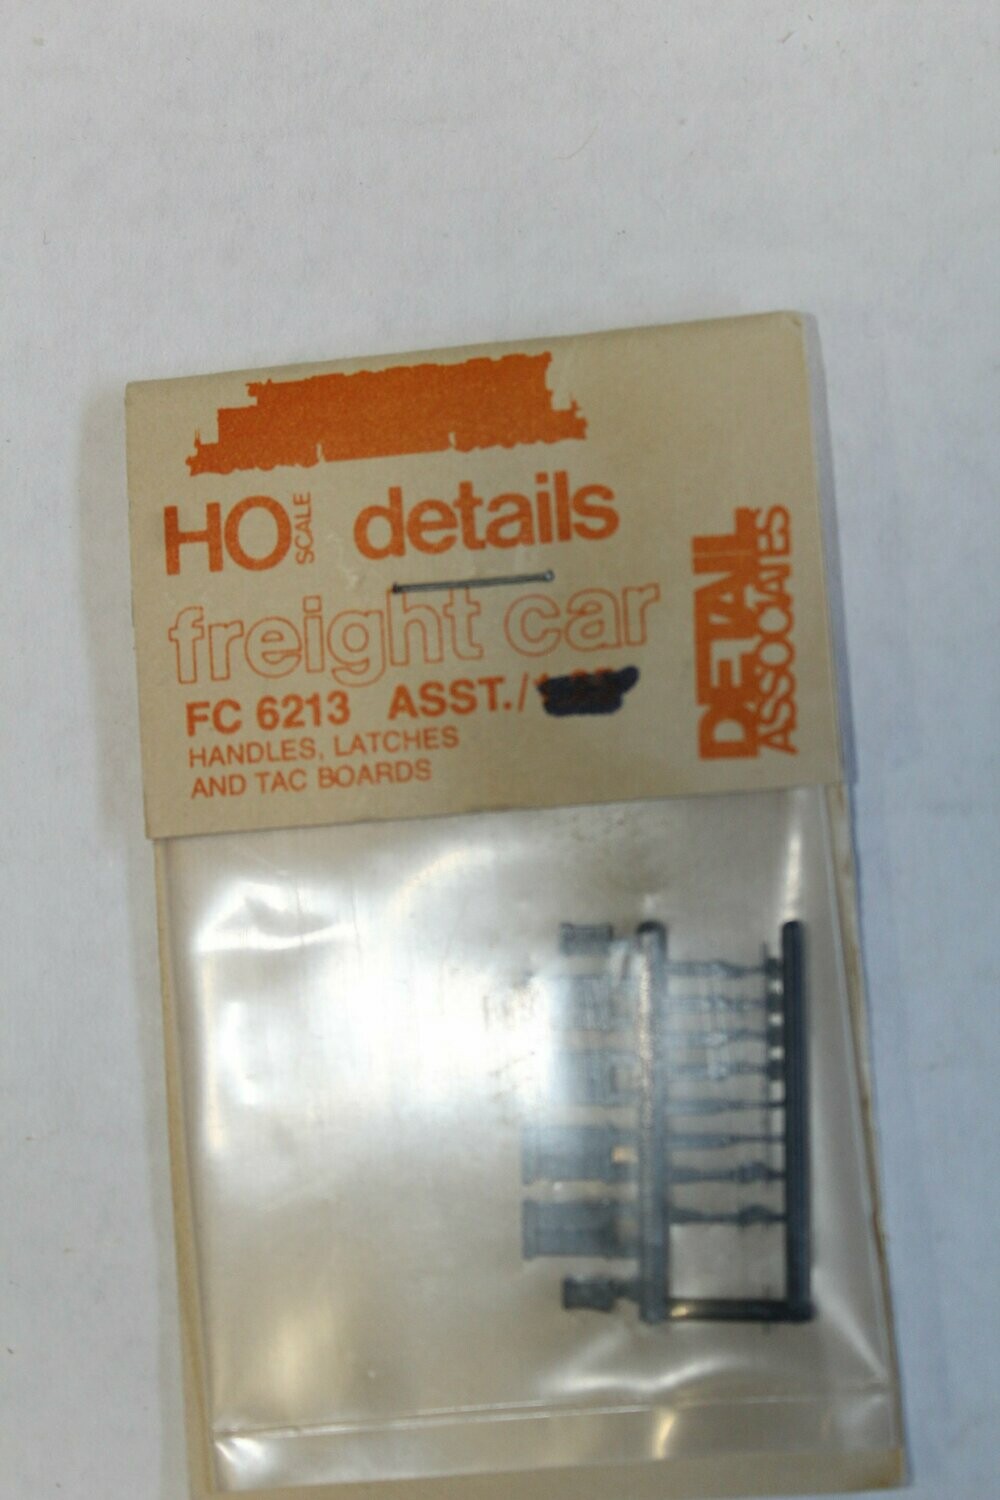 HO SCALE details
freight car
FC 6213 ASST./
HANDLES, LATCHES
AND TAC BOARDS
DETAIL
ASSOCIATES